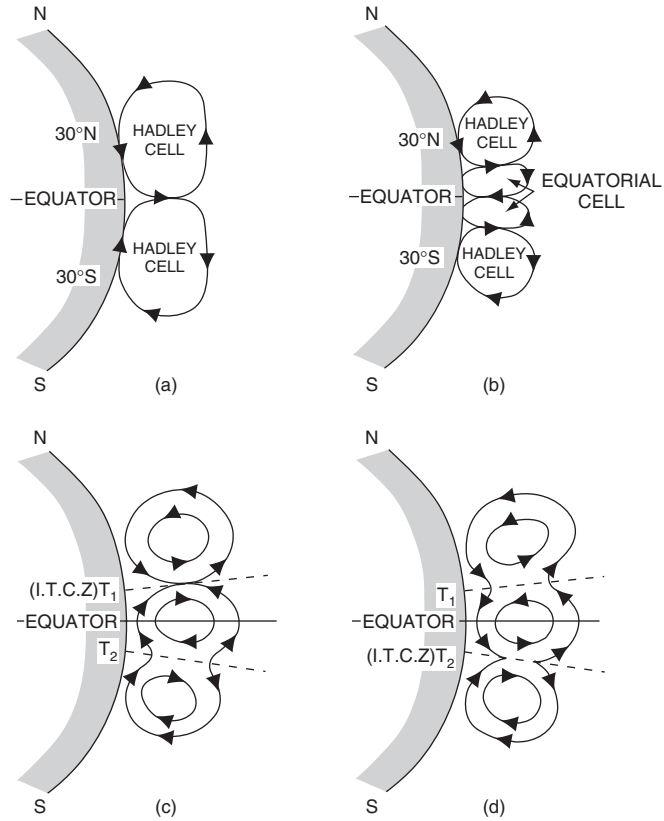 N
30°N
HADLEY
CELL
EQUATOR
HADLEY
CELL
30°S
S
(a)
N
30°N
HADLEY
CELL
EQUATOR
EQUATORIAL
CELL
30°S
HADLEY
CELL
S
(b)
N
(I.T.C.Z)T1
EQUATOR
T2
S
(c)
N
T1
EQUATOR
(I.T.C.Z)T2
S
(d)